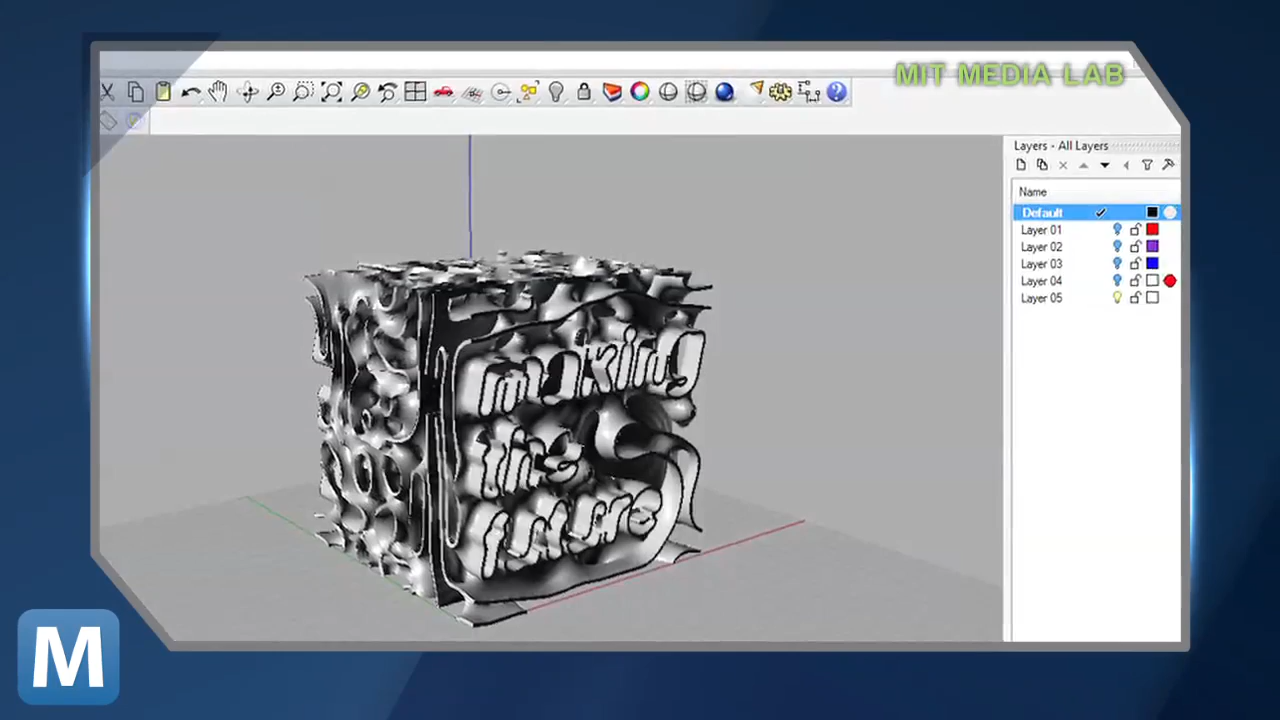 MIT MEDIA LAB
Layers - All Layers
Name
Default
Layer 01
Layer 02
Layer 03
Layer 04
Layer 05
making
the
future
M